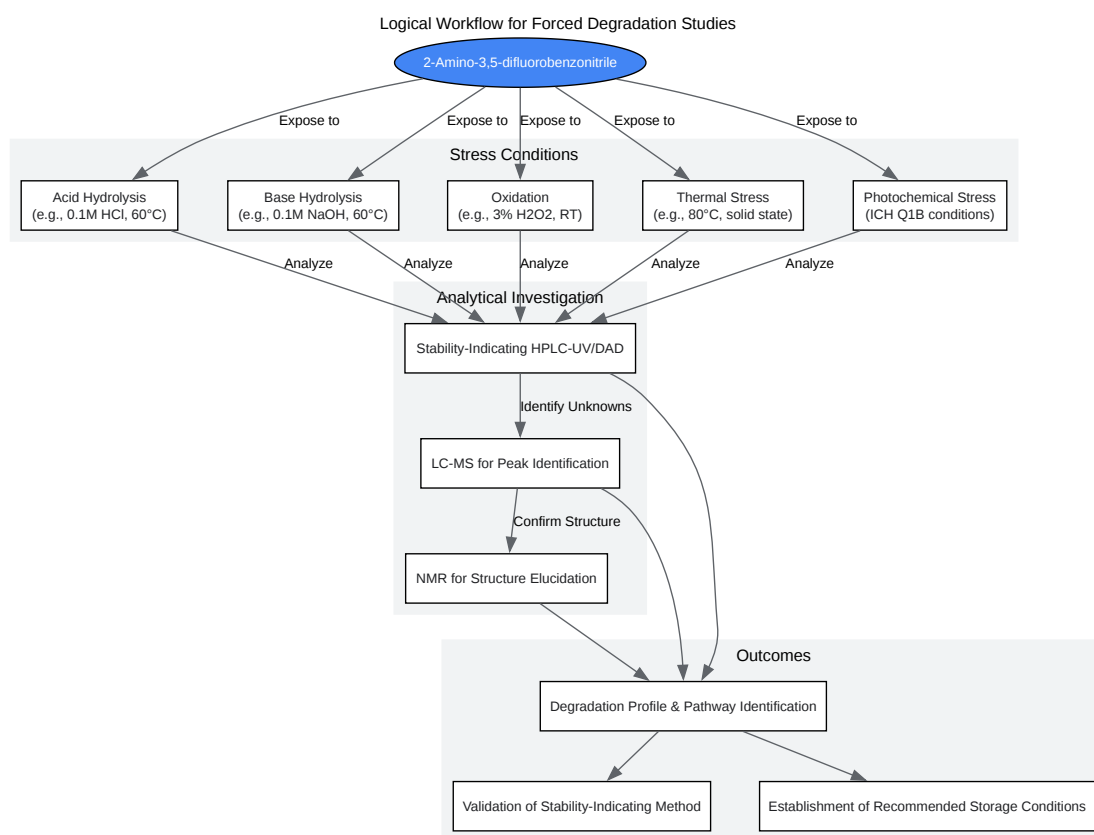 Logical Workflow for Forced Degradation Studies
2-Amino-3,5-difluorobenzonitrile
Expose to
Expose to
Expose to
Expose to
Expose to
Stress Conditions
Acid Hydrolysis
(e.g., 0.1M HCl, 60°C)
Base Hydrolysis
(e.g., 0.1M NaOH, 60°C)
Oxidation
(e.g., 3% H2O2, RT)
Thermal Stress
(e.g., 80°C, solid state)
Photochemical Stress
(ICH Q1B conditions)
Analyze
Analyze
Analyze
Analyze
Analyze
Analytical Investigation
Stability-Indicating HPLC-UV/DAD
Identify Unknowns
LC-MS for Peak Identification
Confirm Structure
NMR for Structure Elucidation
Outcomes
Degradation Profile & Pathway Identification
Validation of Stability-Indicating Method
Establishment of Recommended Storage Conditions